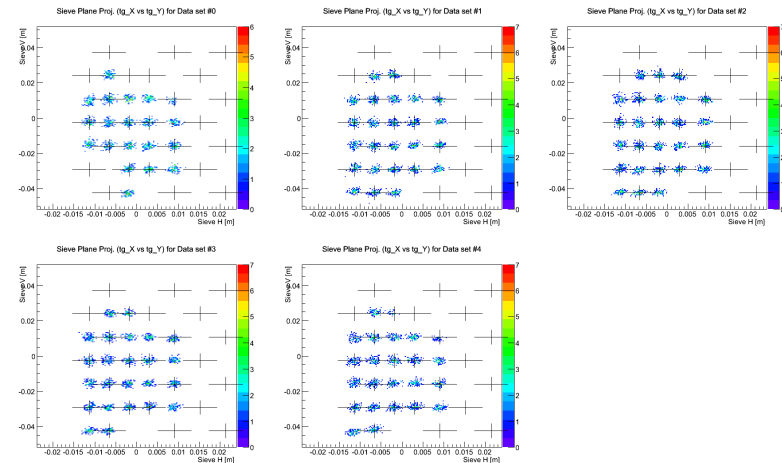 Sieve Plane Proj. (tg_X vs tg_Y) for Data set #0
Sieve V [m]
0.04
0.02
0
-0.02
-0.04
-0.02 -0.015 -0.01 -0.005 0 0.005 0.01 0.015 0.02
Sieve H [m]
6
5
4
3
2
1
0
Sieve Plane Proj. (tg_X vs tg_Y) for Data set #1
Sieve V [m]
0.04
0.02
0
-0.02
-0.04
-0.02 -0.015 -0.01 -0.005 0 0.005 0.01 0.015 0.02
Sieve H [m]
7
6
5
4
3
2
1
0
Sieve Plane Proj. (tg_X vs tg_Y) for Data set #2
Sieve V [m]
0.04
0.02
0
-0.02
-0.04
-0.02 -0.015 -0.01 -0.005 0 0.005 0.01 0.015 0.02
Sieve H [m]
Sieve Plane Proj. (tg_X vs tg_Y) for Data set #3
Sieve V [m]
0.04
0.02
0
-0.02
-0.04
-0.02 -0.015 -0.01 -0.005 0 0.005 0.01 0.015 0.02
Sieve H [m]
7
6
5
4
3
2
1
0
Sieve Plane Proj. (tg_X vs tg_Y) for Data set #4
Sieve V [m]
0.04
0.02
0
-0.02
-0.04
-0.02 -0.015 -0.01 -0.005 0 0.005 0.01 0.015 0.02
Sieve H [m]
7
6
5
4
3
2
1
0